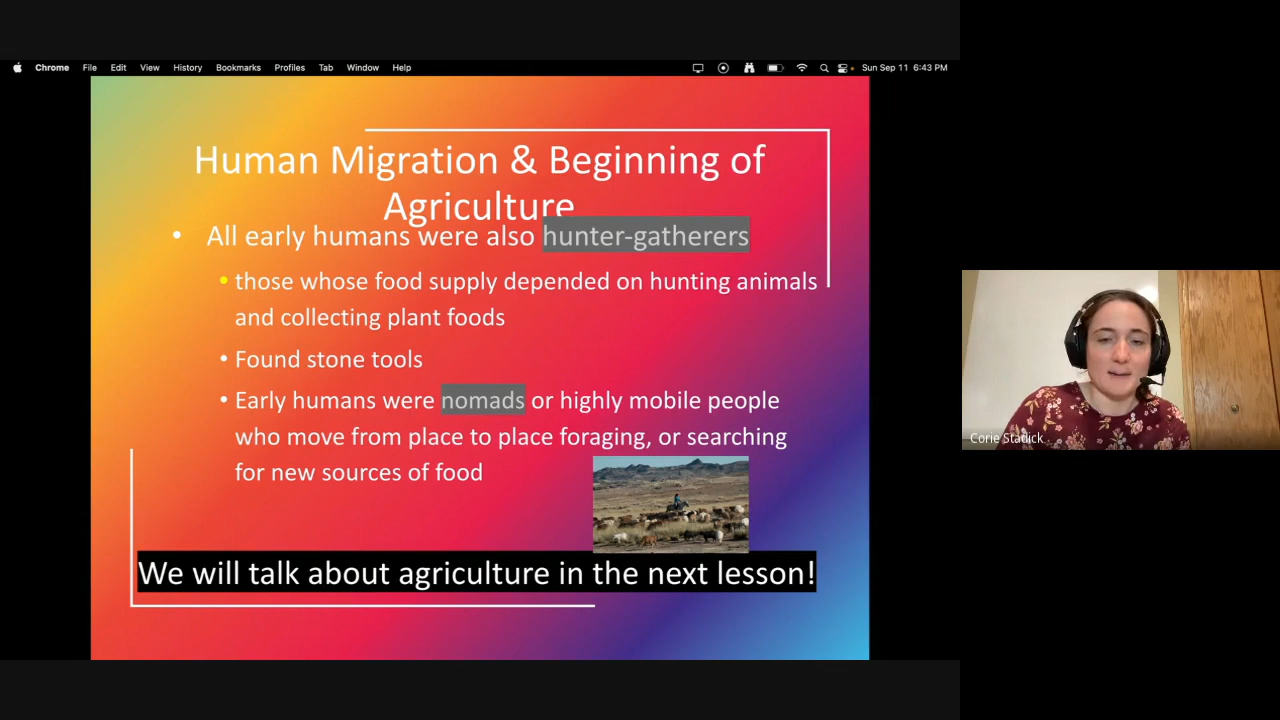 Chrome File Edit View History Bookmarks Profiles Tab Window Help Sun Sep 11 6:43 PM
Human Migration & Beginning of
Agriculture
• All early humans were also hunter-gatherers
• those whose food supply depended on hunting animals
and collecting plant foods
• Found stone tools
• Early humans were nomads or highly mobile people
who move from place to place foraging, or searching
for new sources of food
We will talk about agriculture in the next lesson!
Corie Stadick